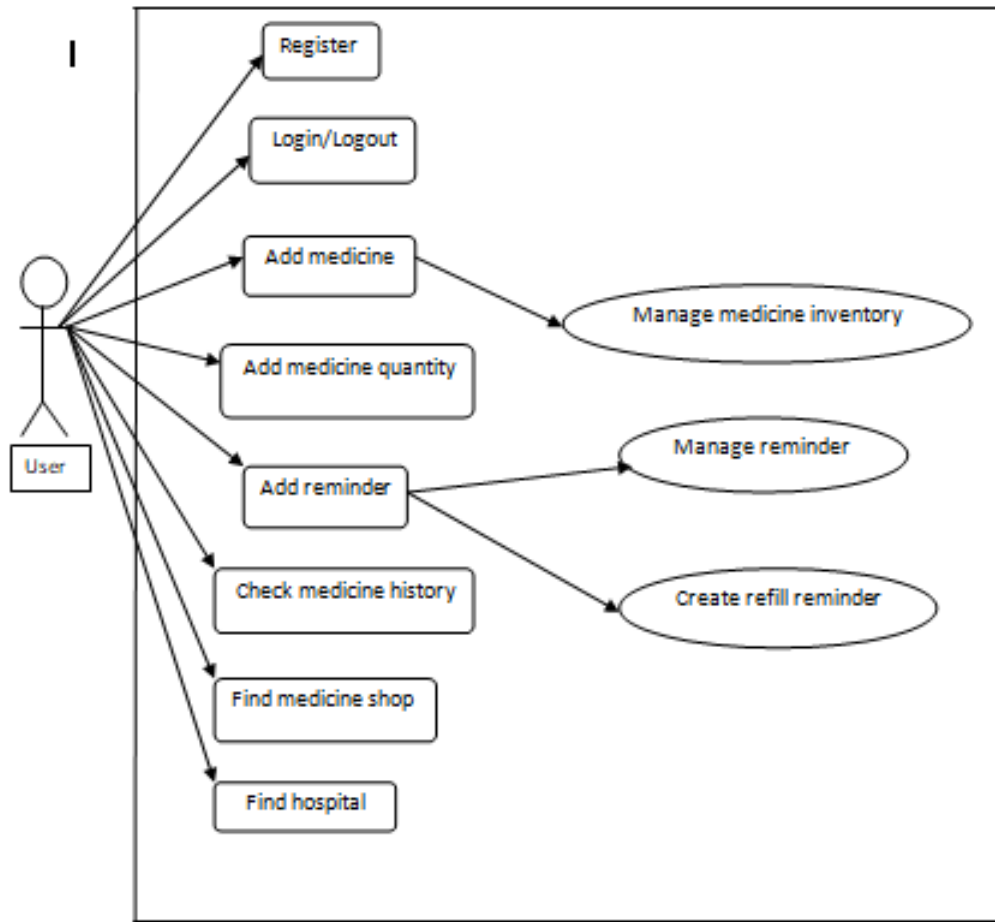 I
Register
Login/Logout
Add medicine
Manage medicine inventory
Add medicine quantity
Manage reminder
User
Add reminder
Check medicine history
Create refill reminder
Find medicine shop
Find hospital